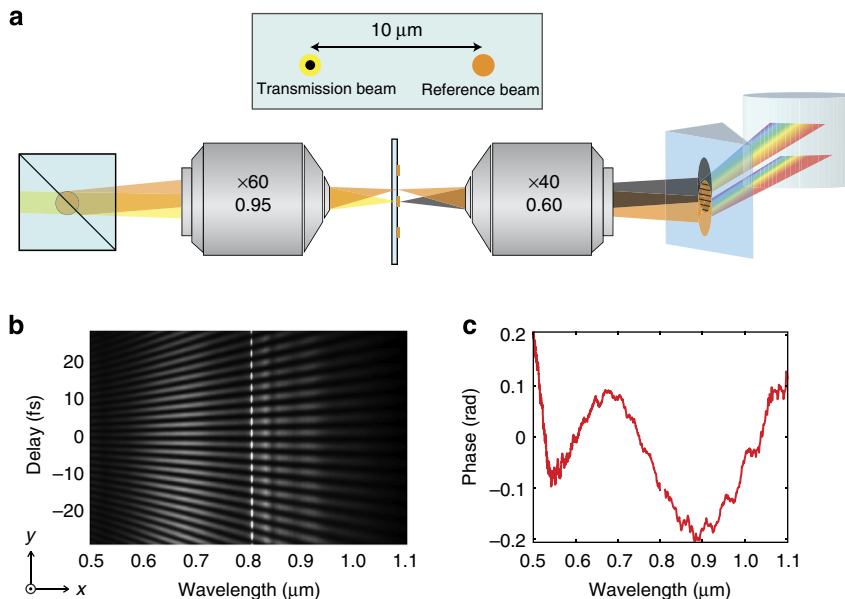 a
10 μm
Transmission beam Reference beam
×60
0.95
×40
0.60
b
Delay (fs)
20
10
0
−10
−20
0.5 0.6 0.7 0.8 0.9 1.0 1.1
Wavelength (μm)
y
x
c
Phase (rad)
0.2
0.1
0
−0.1
−0.2
0.5 0.6 0.7 0.8 0.9 1.0 1.1
Wavelength (μm)